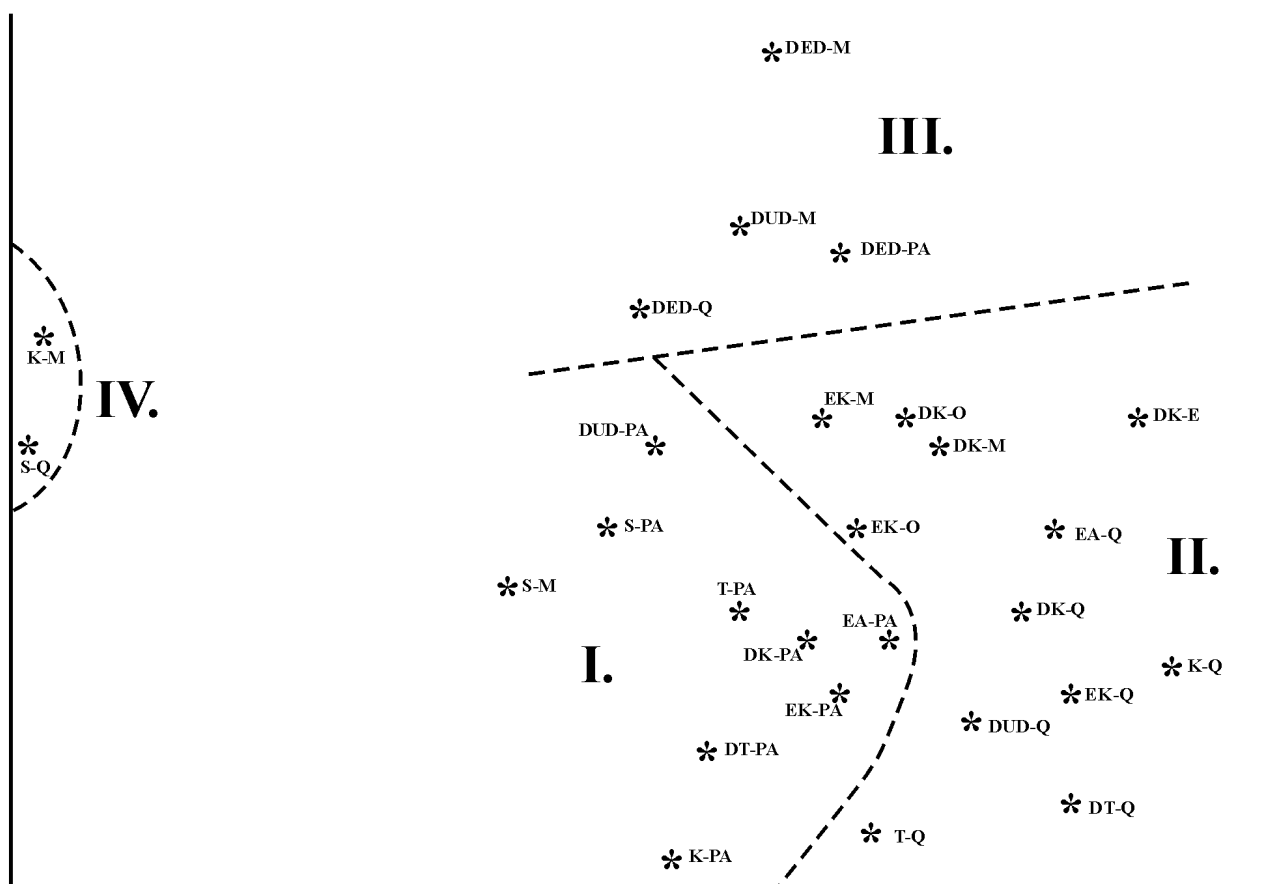 DED-M
III.
DUD-M
DED-PA
DED-Q
K-M
IV.
EK-M
DK-O
DK-E
DUD-PA
DK-M
S-Q
S-PA
EK-O
EA-Q
II.
S-M
T-PA
DK-Q
EA-PA
DK-PA
I.
K-Q
EK-Q
EK-PA
DUD-Q
DT-PA
DT-Q
T-Q
K-PA